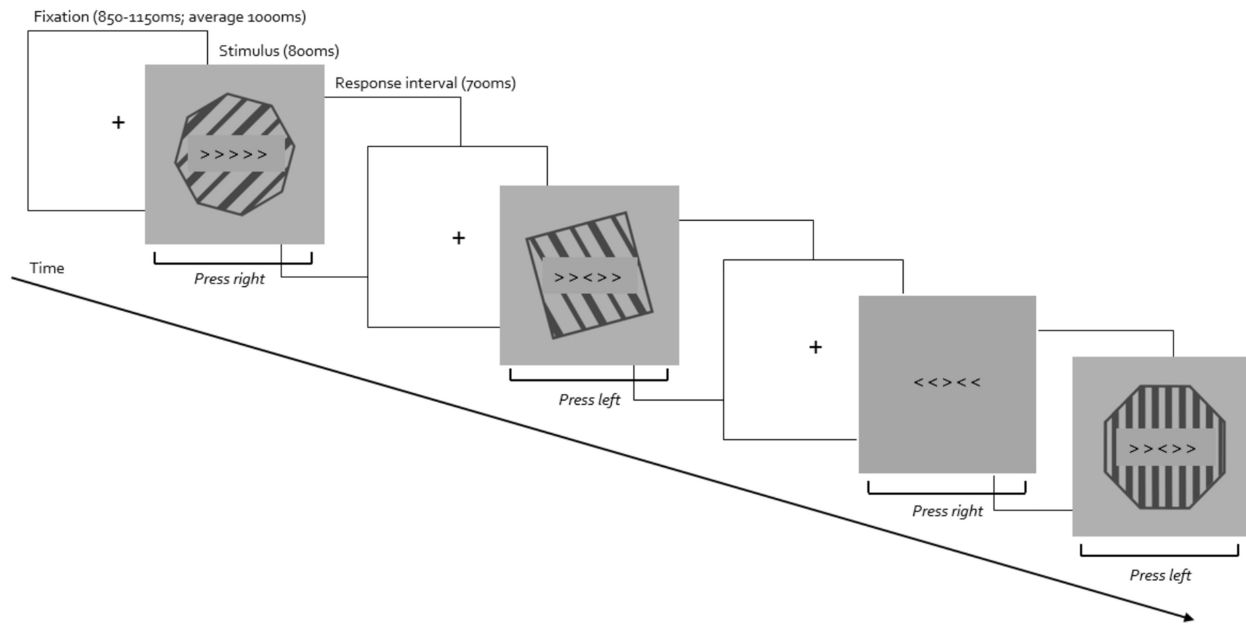 Fixation (850-1150ms; average 1000ms)
Stimulus (800ms)
Response interval (700ms)
+
> > > > >
Press right
+
> > < > >
Press left
+
< < > < <
Press right
> > < > >
Press left
Time